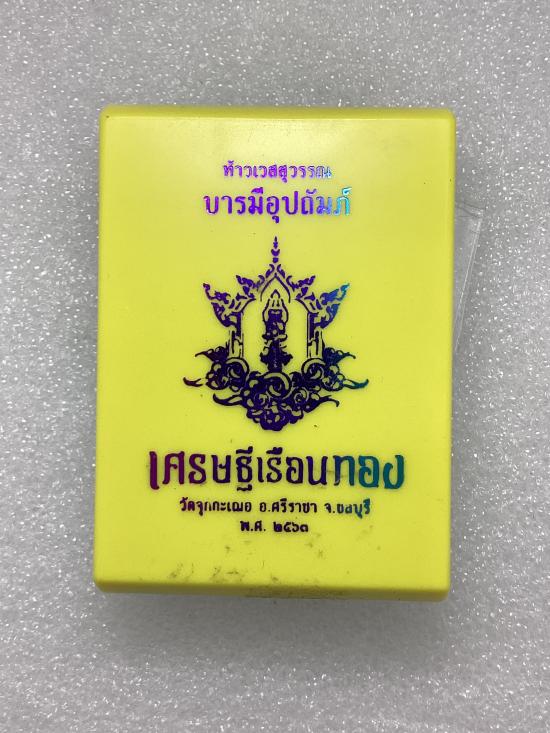 ท้าวเวสสุวรรณ
บารมีอุปถัมภ์
เศรษฐีเรือนทอง
วัดจุกกะเฌอ อ.ศรีราชา จ.ชลบุรี
พ.ศ. ๒๕๖๓